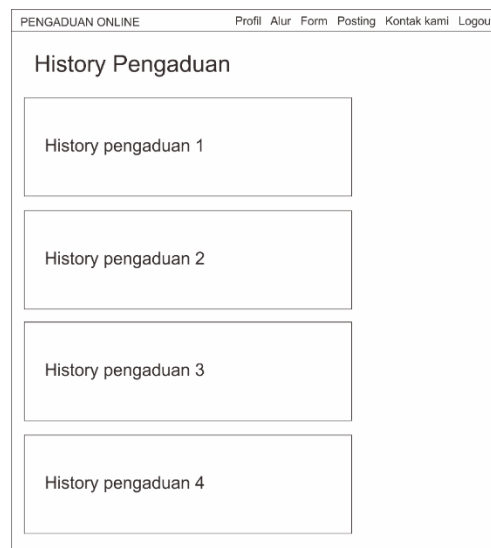 PENGADUAN ONLINE Profil Alur Form Posting Kontak kami Logou
History Pengaduan
History pengaduan 1
History pengaduan 2
History pengaduan 3
History pengaduan 4